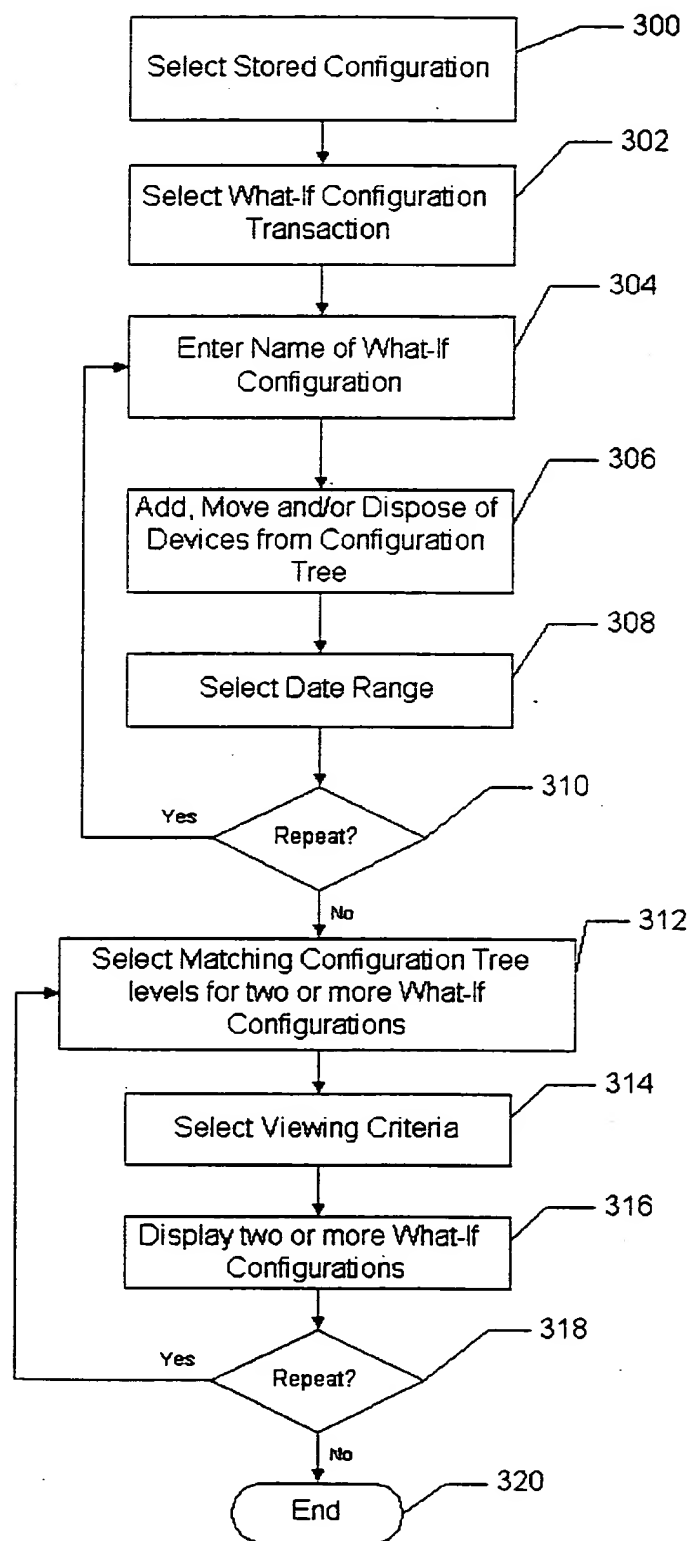 300
Select Stored Configuration
302
Select What-If Configuration
Transaction
304
Enter Name of What-If
Configuration
306
Add, Move and/or Dispose of
Devices from Configuration
Tree
308
Select Date Range
310
Yes
Repeat?
No
312
Select Matching Configuration Tree
levels for two or more What-If
Configurations
314
Select Viewing Criteria
316
Display two or more What-If
Configurations
318
Yes
Repeat?
No
320
End